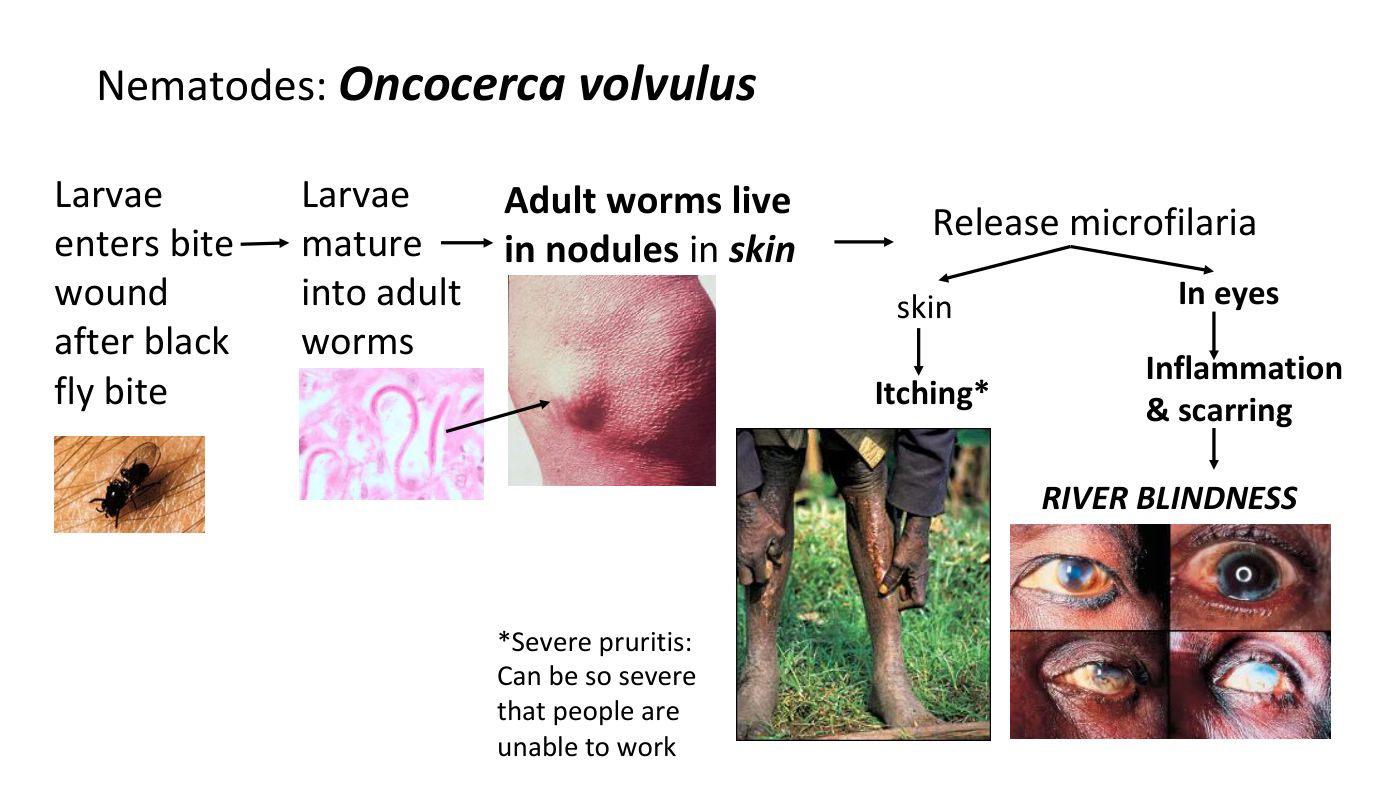 Nematodes: Oncocerca volvulus
Larvae
enters bite
wound
after black
fly bite
Larvae
mature
into adult
worms
Adult worms live
in nodules in skin
Release microfilaria
skin
Itching*
In eyes
Inflammation
& scarring
RIVER BLINDNESS
*Severe pruritis:
Can be so severe
that people are
unable to work